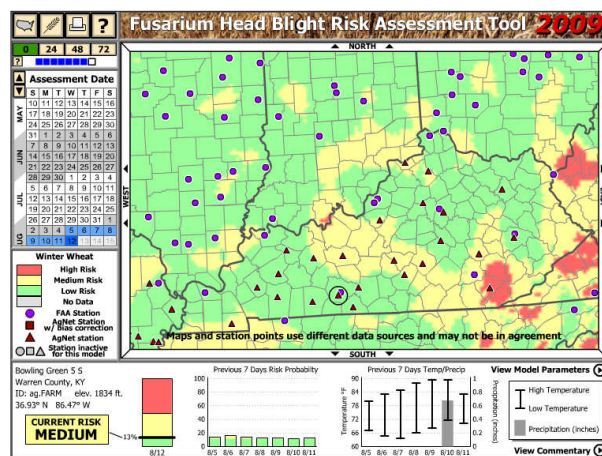 ?
Fusarium Head Blight Risk Assessment Tool 2009
0 24 48 72
?
NORTH
Assessment Date
S M T W T F S
MAY
10 11 12 13 14 15 16
17 18 19 20 21 22 23
24 25 26 27 28 29 30
31 1 2 3 4 5 6
JUN
7 8 9 10 11 12 13
14 15 16 17 18 19 20
21 22 23 24 25 26 27
28 29 30 1 2 3 4
JUL
5 6 7 8 9 10 11
12 13 14 15 16 17 18
19 20 21 22 23 24 25
26 27 28 29 30 31 1
UG
2 3 4 5 6 7 8
9 10 11 12 13 14 15
WEST
EAST
Winter Wheat
High Risk
Medium Risk
Low Risk
No Data
FAA Station
AgNet Station
w/ bias correction
AgNet station
Station inactive
for this model
Maps and station points use different data sources and may not be in agreement
SOUTH
Bowling Green 5 S
Warren County, KY
ID: ag.FARM elev. 1834 ft.
36.93° N 86.47° W
CURRENT RISK
MEDIUM
13%
8/12
Previous 7 Days Risk Probability
100
80
60
40
20
0
8/5 8/6 8/7 8/8 8/9 8/10 8/11
Previous 7 Days Temp/Precip
Temperature °F
90
84
78
72
66
60
1
0.8
0.6
0.4
0.2
0
Precipitation (inches)
8/5 8/6 8/7 8/8 8/9 8/10 8/11
View Model Parameters
High Temperature
Low Temperature
Precipitation (inches)
View Commentary